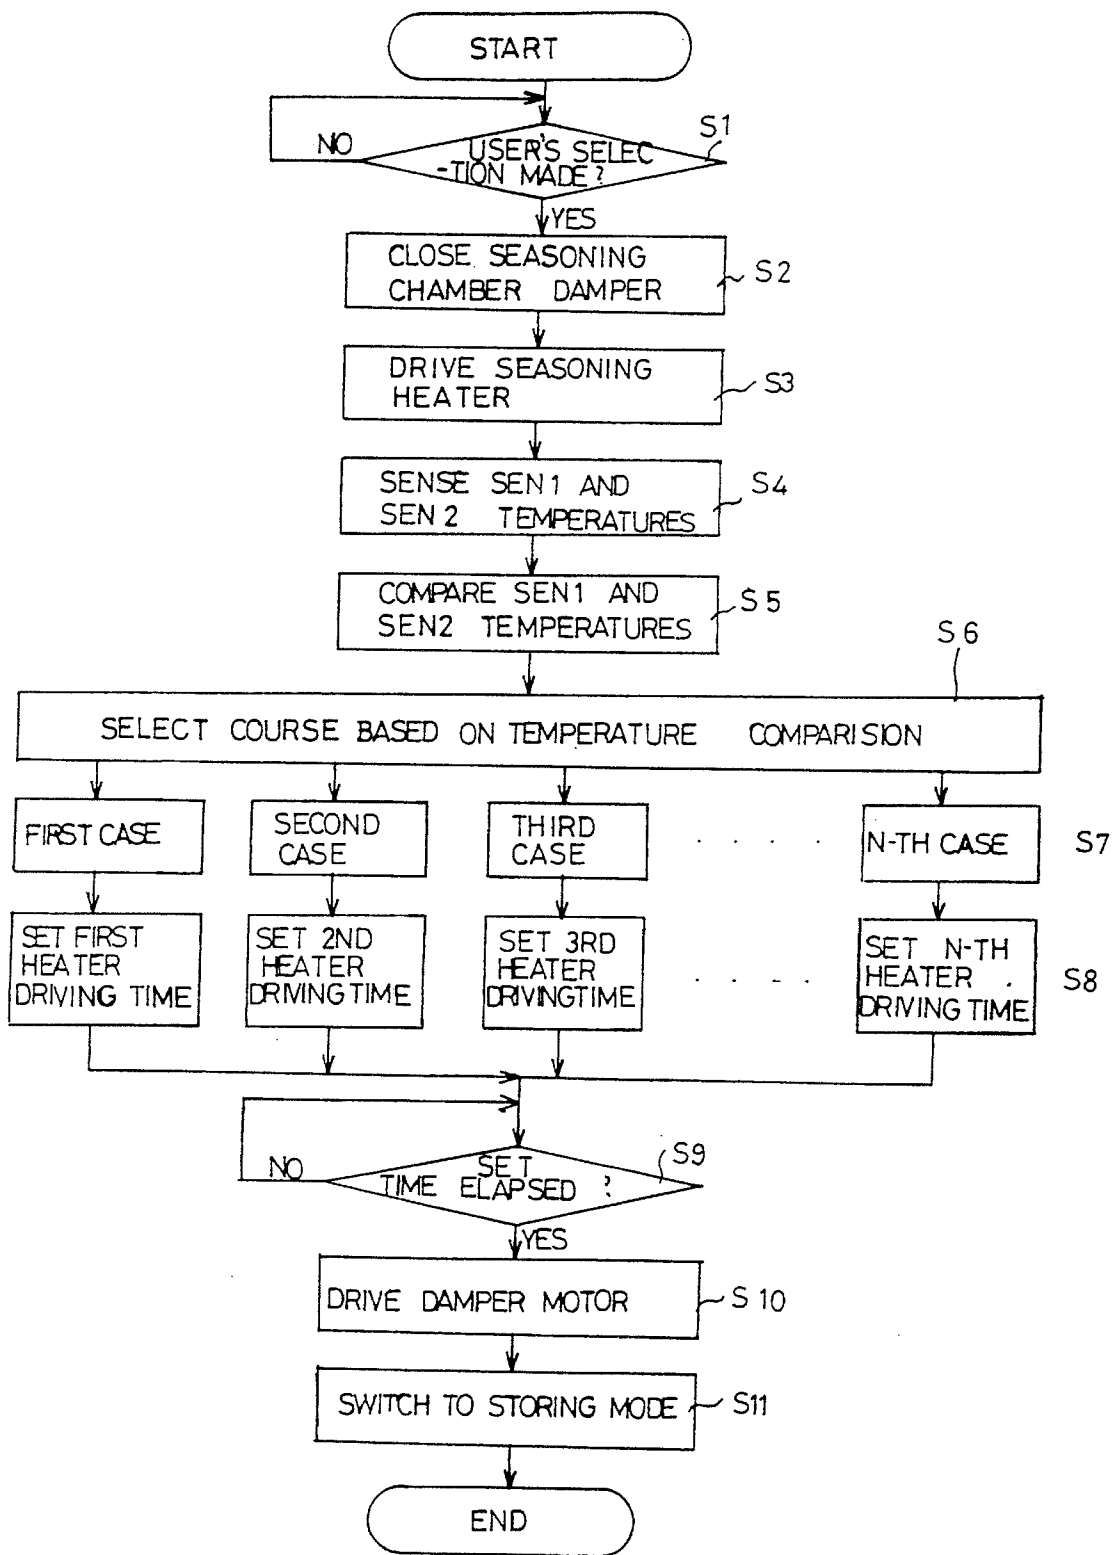 START
S1
NO
USER'S SELEC
-TION MADE?
YES
CLOSE SEASONING
CHAMBER DAMPER
S2
DRIVE SEASONING
HEATER
S3
SENSE SEN1 AND
SEN2 TEMPERATURES
S4
COMPARE SEN1 AND
SEN2 TEMPERATURES
S5
S6
SELECT COURSE BASED ON TEMPERATURE COMPARISION
FIRST CASE
SECOND
CASE
THIRD
CASE
. . . . .
N-TH CASE
S7
SET FIRST
HEATER
DRIVING TIME
SET 2ND
HEATER
DRIVING TIME
SET 3RD
HEATER
DRIVING TIME
. . . . .
SET N-TH
HEATER
DRIVING TIME
S8
NO
SET
TIME ELAPSED ?
S9
YES
DRIVE DAMPER MOTOR
S10
SWITCH TO STORING MODE
S11
END